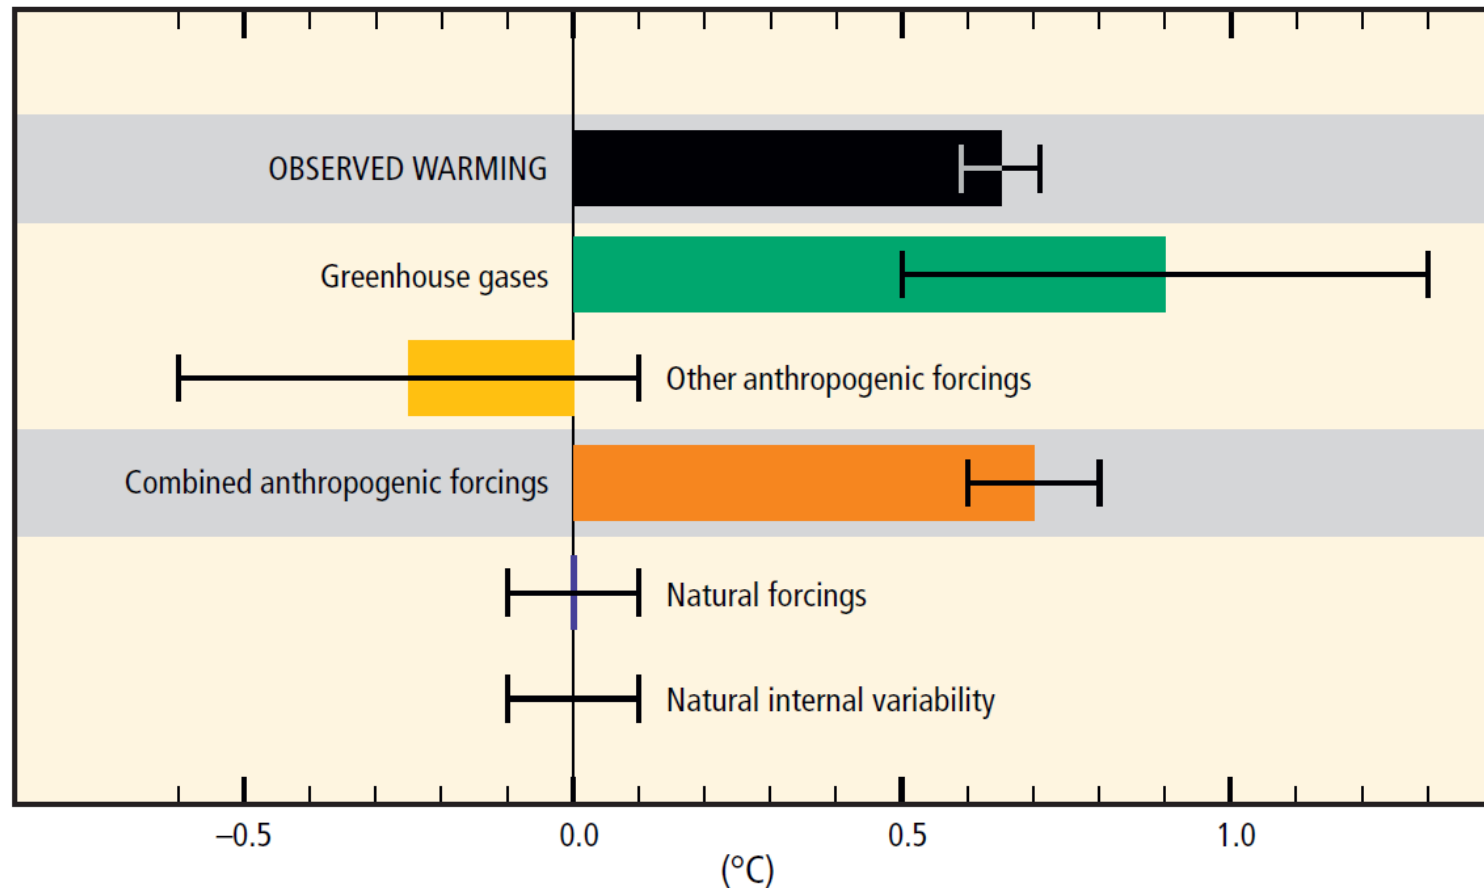 OBSERVED WARMING
Greenhouse gases
Other anthropogenic forcings
Combined anthropogenic forcings
Natural forcings
Natural internal variability
–0.5 0.0 0.5 1.0
(°C)